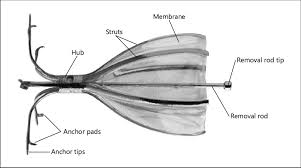 Membrane
Struts
Hub
Removal rod tip
Removal rod
Anchor pads
Anchor tips